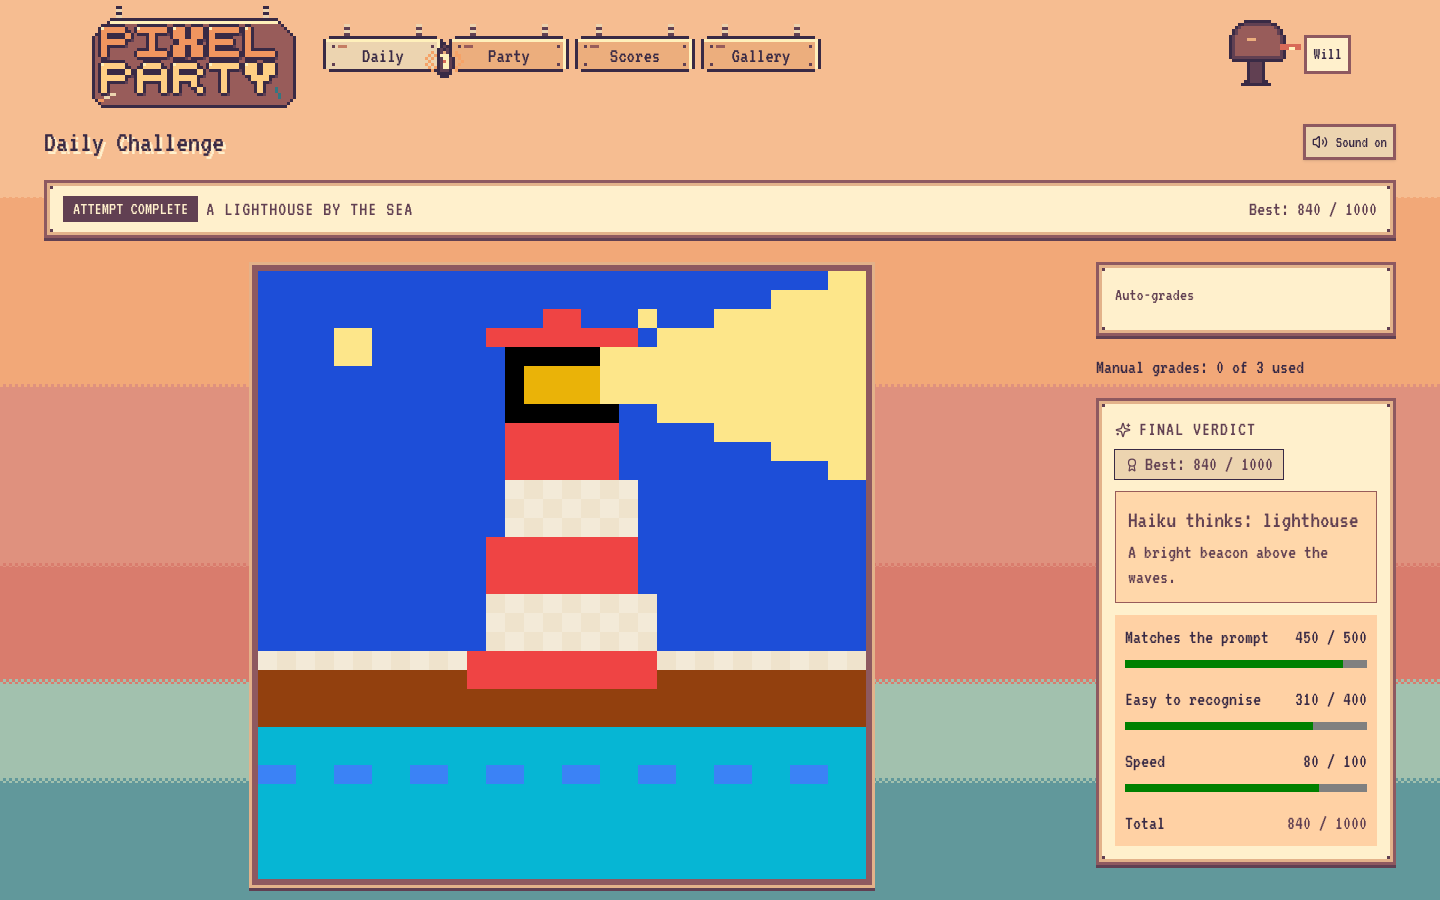 PIXEL
PARTY
Daily
Party
Scores
Gallery
Will
Daily Challenge
Sound on
ATTEMPT COMPLETE
A LIGHTHOUSE BY THE SEA
Best: 840 / 1000
Auto-grades
Manual grades: 0 of 3 used
FINAL VERDICT
Best: 840 / 1000
Haiku thinks: lighthouse
A bright beacon above the
waves.
Matches the prompt 450 / 500
Easy to recognise 310 / 400
Speed 80 / 100
Total 840 / 1000